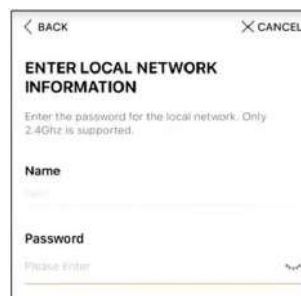 BACK
CANCEL
ENTER LOCAL NETWORK
INFORMATION
Enter the password for the local network. Only
2.4Ghz is supported.
Name
Password
Please Enter